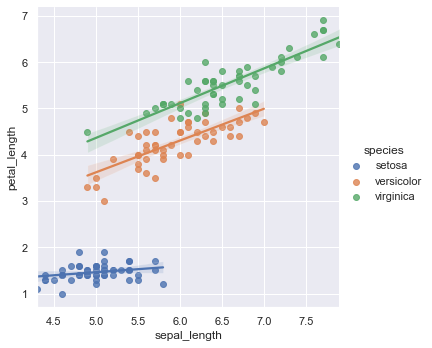 7
6
5
4
3
2
1
petal_length
4.5 5.0 5.5 6.0 6.5 7.0 7.5
sepal_length
species
setosa
versicolor
virginica